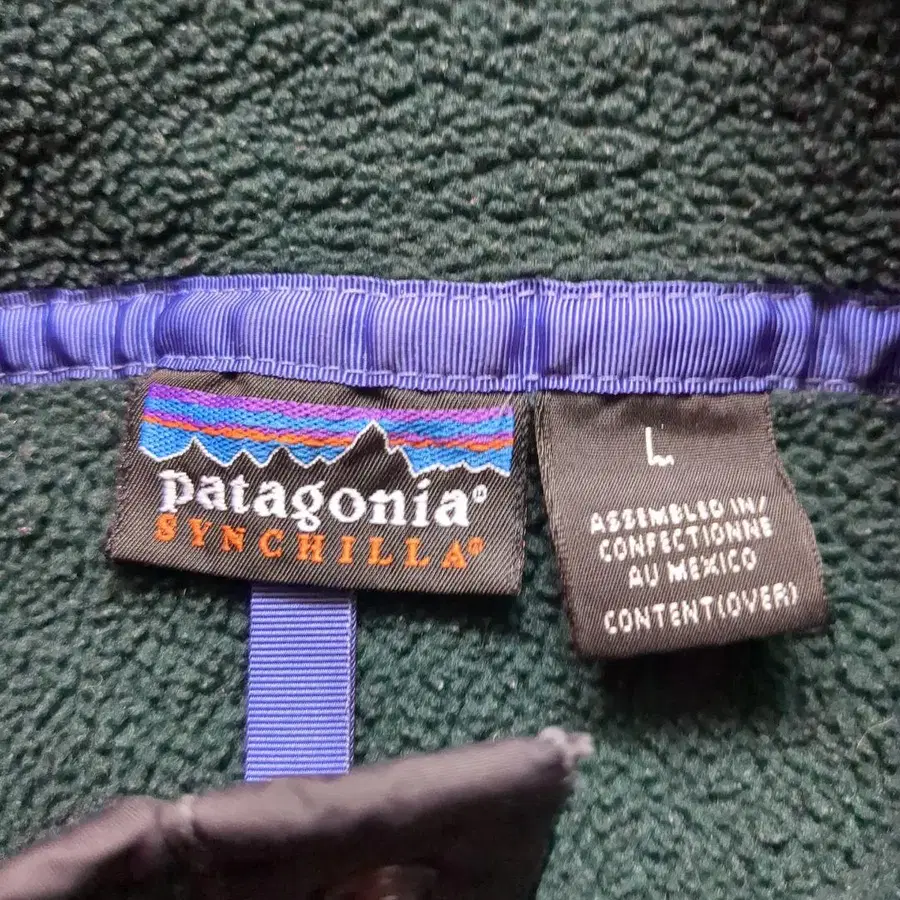 patagonia®
SYNCHILLA®
L
ASSEMBLED IN/
CONFECTIONNE
AU MEXICO
CONTENT(OVER)